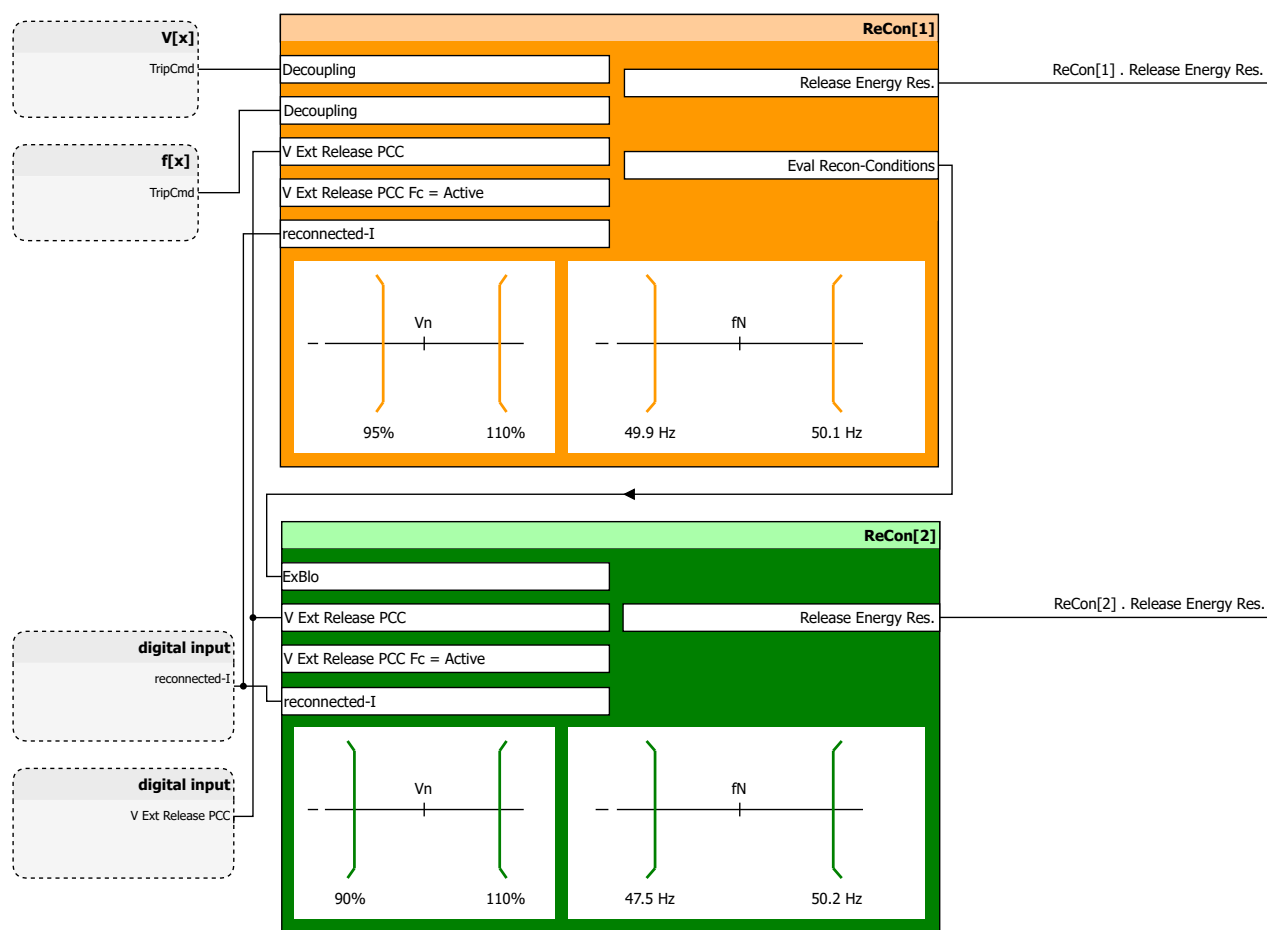 V[x]
TripCmd
f[x]
TripCmd
ReCon[1]
Decoupling
Decoupling
V Ext Release PCC
V Ext Release PCC Fc = Active
reconnected-I
Release Energy Res.
Eval Recon-Conditions
ReCon[1] . Release Energy Res.
Vn
95%
110%
fN
49.9 Hz
50.1 Hz
ReCon[2]
ExBlo
V Ext Release PCC
V Ext Release PCC Fc = Active
reconnected-I
Release Energy Res.
ReCon[2] . Release Energy Res.
digital input
reconnected-I
digital input
V Ext Release PCC
Vn
90%
110%
fN
47.5 Hz
50.2 Hz